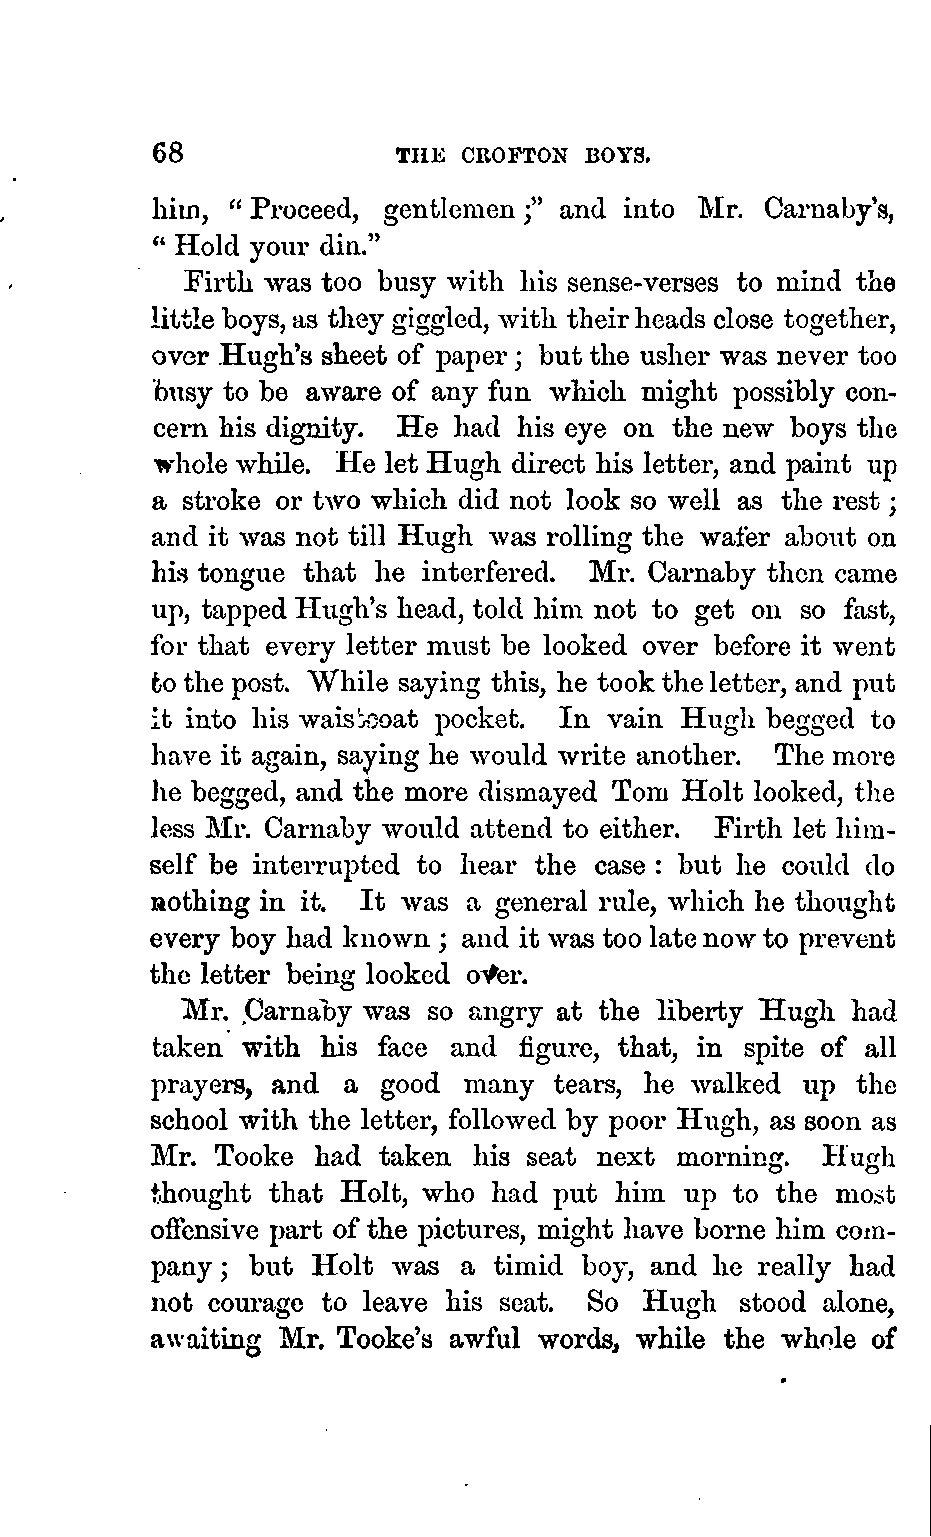 68 THE CROFTON BOYS.
him, “ Proceed, gentlemen ;” and into Mr. Carnaby’s,
“ Hold your din.”
Firth was too busy with his sense-verses to mind the
little boys, as they giggled, with their heads close together,
over Hugh’s sheet of paper ; but the usher was never too
busy to be aware of any fun which might possibly con-
cern his dignity. He had his eye on the new boys the
whole while. He let Hugh direct his letter, and paint up
a stroke or two which did not look so well as the rest ;
and it was not till Hugh was rolling the wafer about on
his tongue that he interfered. Mr. Carnaby then came
up, tapped Hugh’s head, told him not to get on so fast,
for that every letter must be looked over before it went
to the post. While saying this, he took the letter, and put
it into his waistcoat pocket. In vain Hugh begged to
have it again, saying he would write another. The more
he begged, and the more dismayed Tom Holt looked, the
less Mr. Carnaby would attend to either. Firth let him-
self be interrupted to hear the case : but he could do
nothing in it. It was a general rule, which he thought
every boy had known ; and it was too late now to prevent
the letter being looked over.
Mr. Carnaby was so angry at the liberty Hugh had
taken with his face and figure, that, in spite of all
prayers, and a good many tears, he walked up the
school with the letter, followed by poor Hugh, as soon as
Mr. Tooke had taken his seat next morning. Hugh
thought that Holt, who had put him up to the most
offensive part of the pictures, might have borne him com-
pany ; but Holt was a timid boy, and he really had
not courage to leave his seat. So Hugh stood alone,
awaiting Mr. Tooke’s awful words, while the whole of